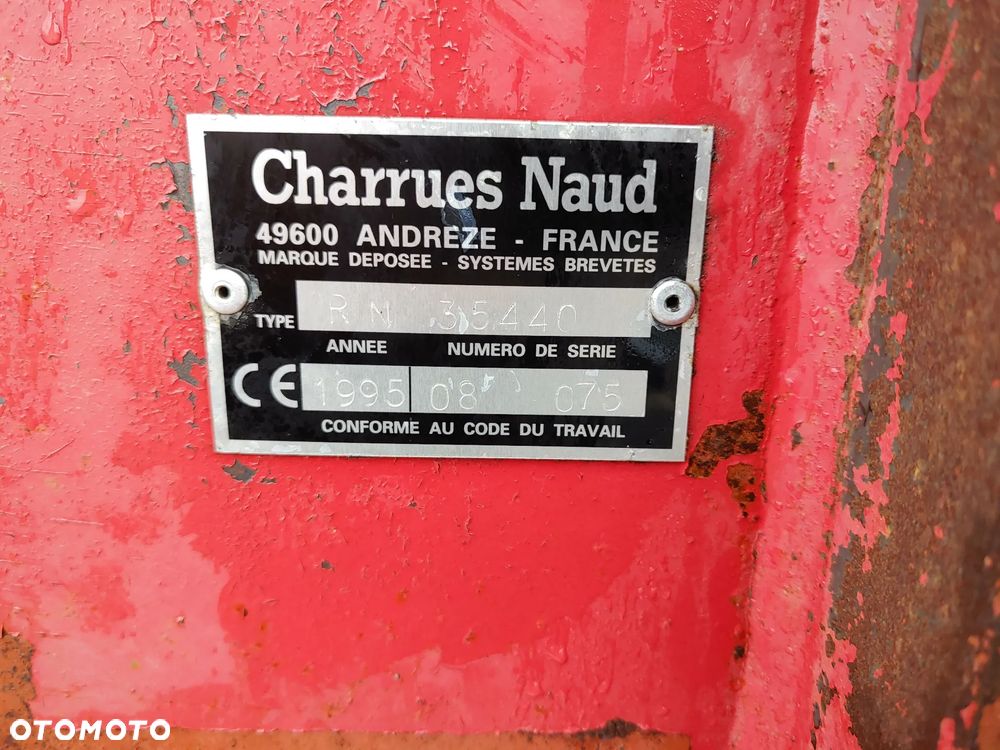 Charrues Naud
49600 ANDREZE - FRANCE
MARQUE DEPOSEE - SYSTEMES BREVETES
TYPE RN 35440
ANNEE NUMERO DE SERIE
CE 1995 08 075
CONFORME AU CODE DU TRAVAIL
OTOMOTO